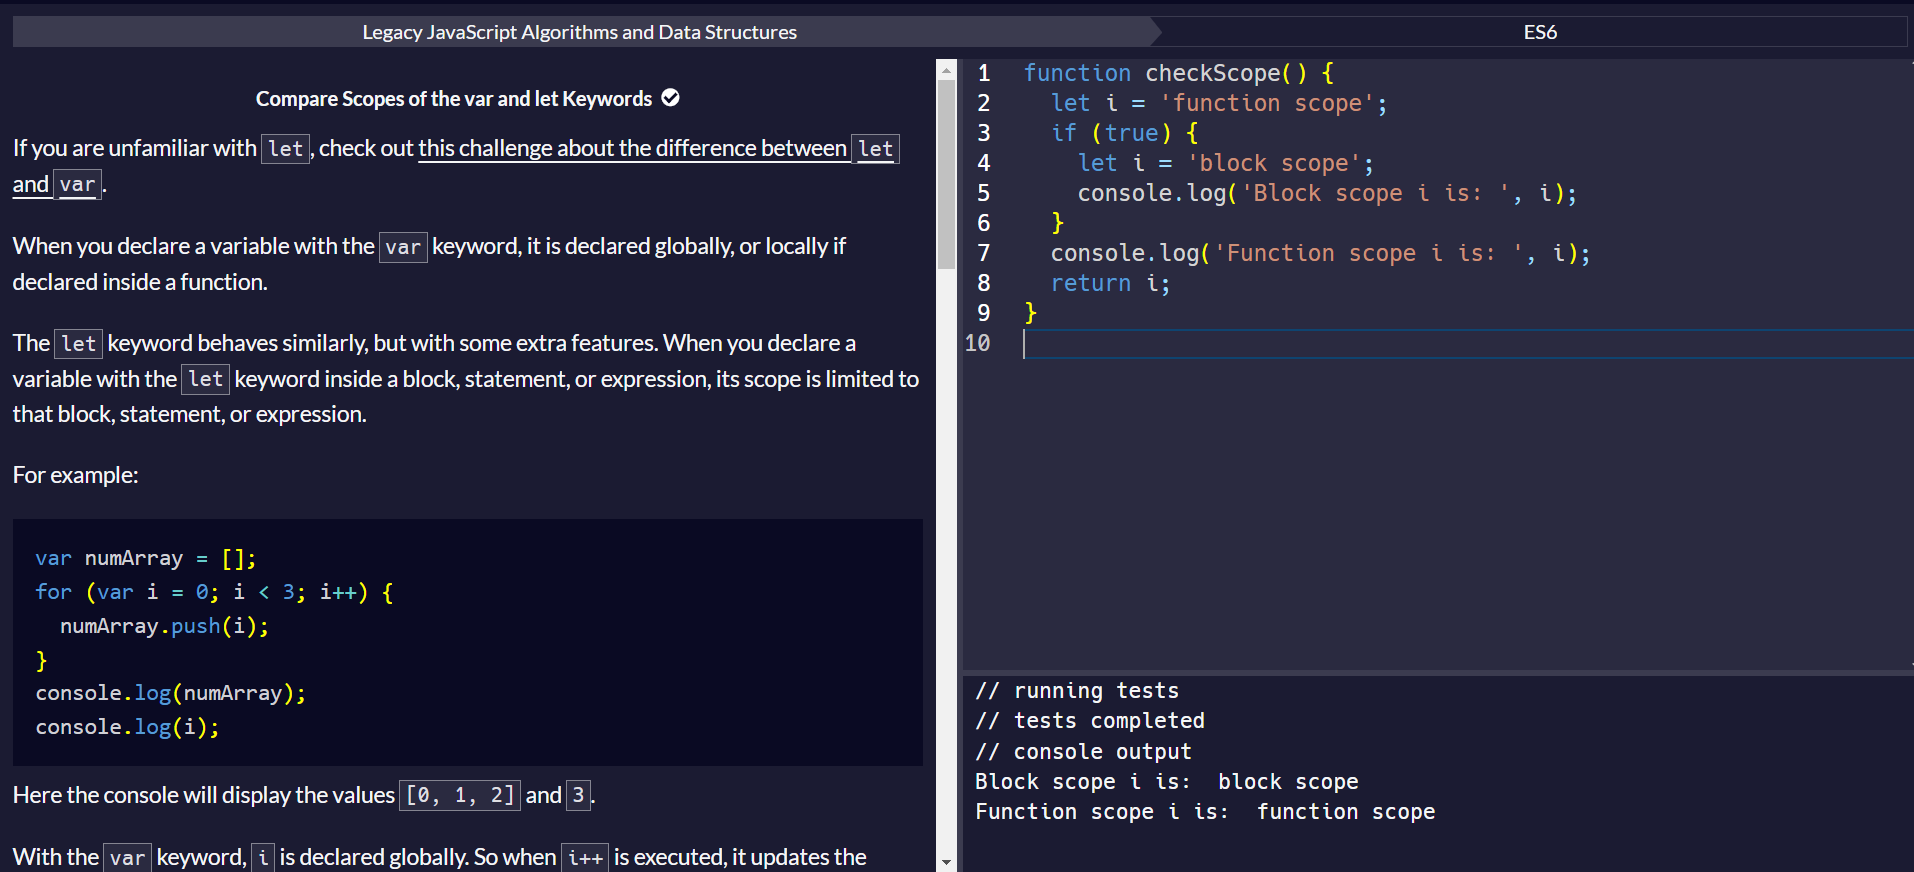 Legacy JavaScript Algorithms and Data Structures
ES6
Compare Scopes of the var and let Keywords
If you are unfamiliar with let, check out this challenge about the difference between let
and var.
When you declare a variable with the var keyword, it is declared globally, or locally if
declared inside a function.
The let keyword behaves similarly, but with some extra features. When you declare a
variable with the let keyword inside a block, statement, or expression, its scope is limited to
that block, statement, or expression.
For example:
var numArray = [];
for (var i = 0; i < 3; i++) {
  numArray.push(i);
}
console.log(numArray);
console.log(i);
Here the console will display the values [0, 1, 2] and 3.
With the var keyword, i is declared globally. So when i++ is executed, it updates the
1 function checkScope() {
2   let i = 'function scope';
3   if (true) {
4     let i = 'block scope';
5     console.log('Block scope i is: ', i);
6   }
7   console.log('Function scope i is: ', i);
8   return i;
9 }
10
// running tests
// tests completed
// console output
Block scope i is:  block scope
Function scope i is:  function scope